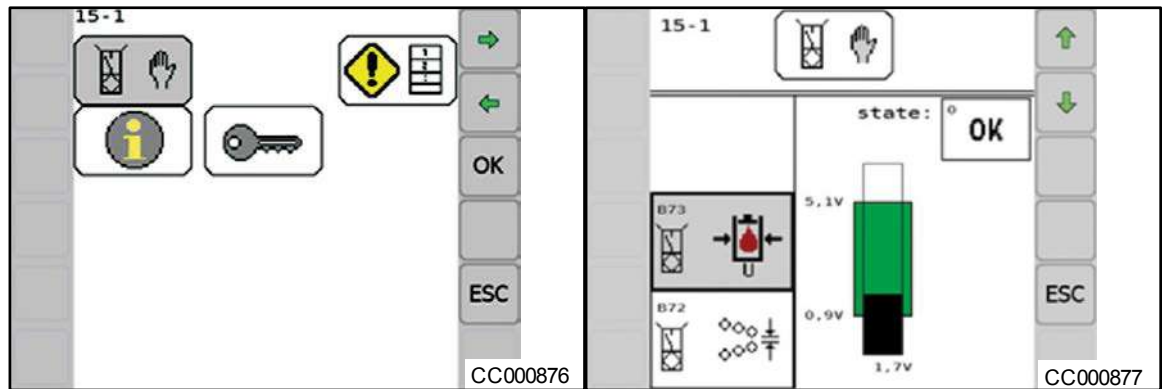 15-1
OK
ESC
CC000876
15-1
state:
OK
5,1V
B73
U
0,9V
B72
1,7V
ESC
CC000877